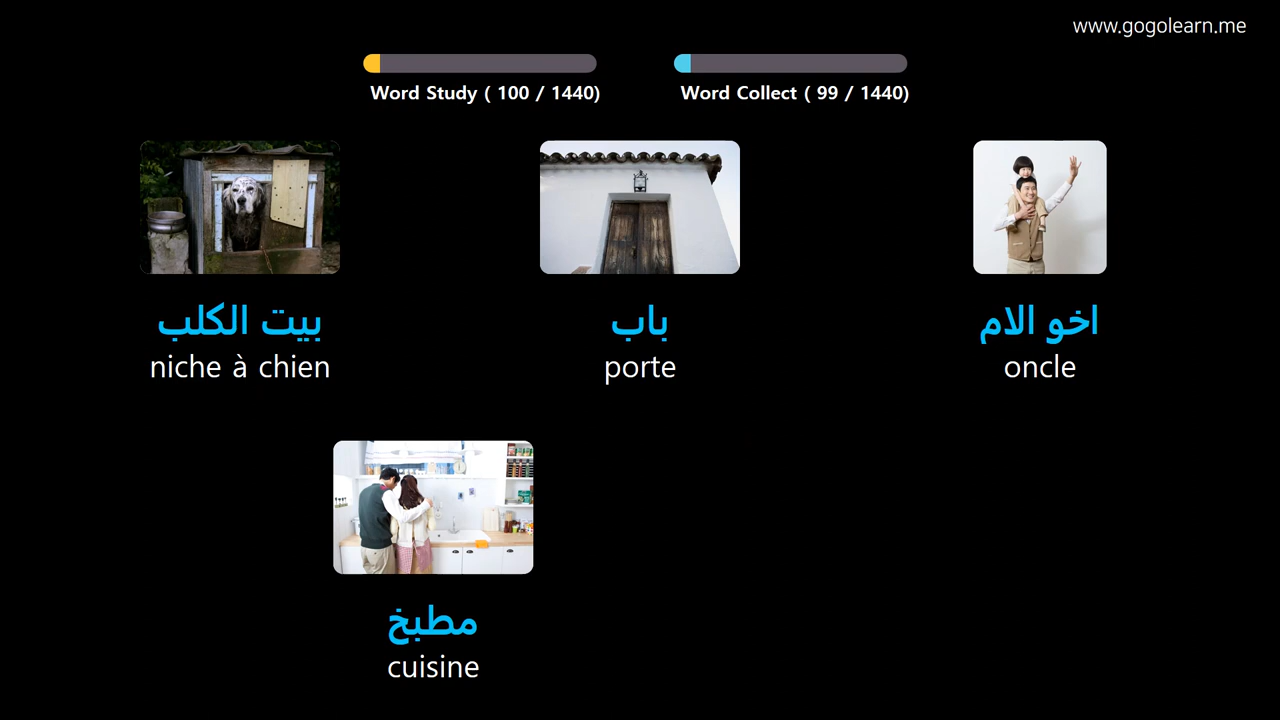 www.gogolearn.me
Word Study ( 100 / 1440)
Word Collect ( 99 / 1440)
بيت الكلب
niche à chien
باب
porte
اخو الام
oncle
مطبخ
cuisine